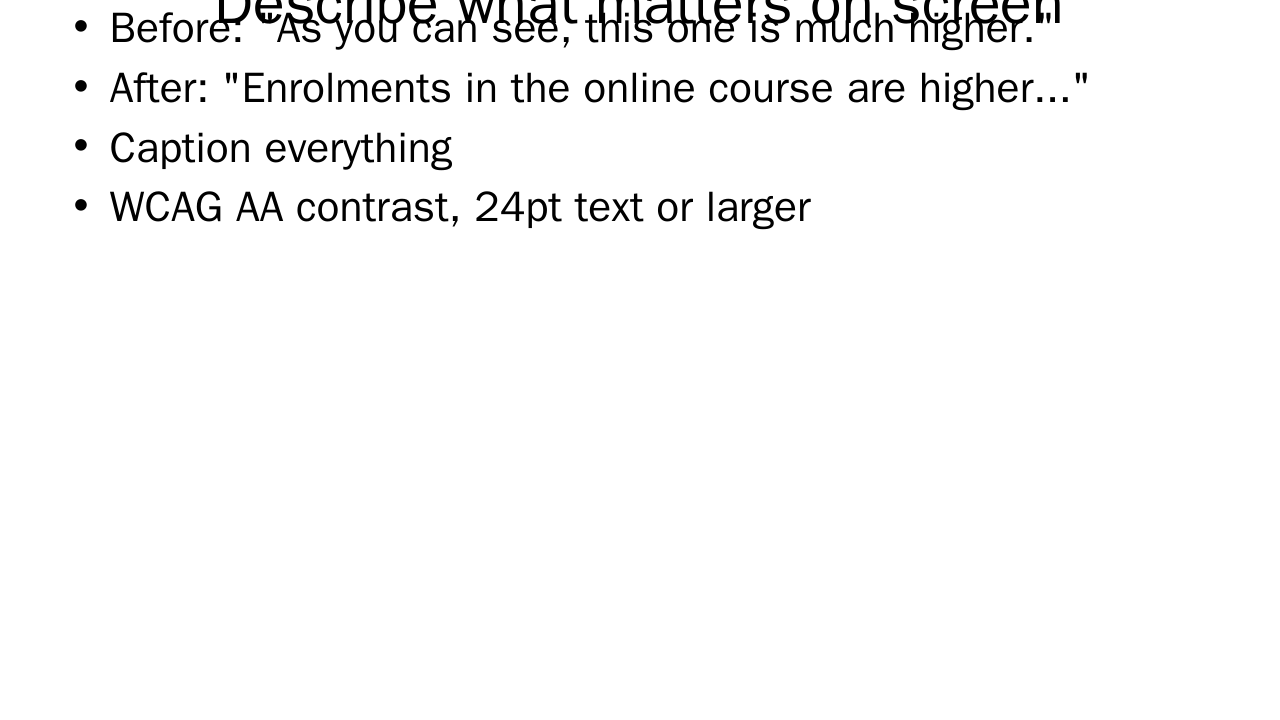 Describe what matters on screen
• Before: "As you can see, this one is much higher."
• After: "Enrolments in the online course are higher..."
• Caption everything
• WCAG AA contrast, 24pt text or larger